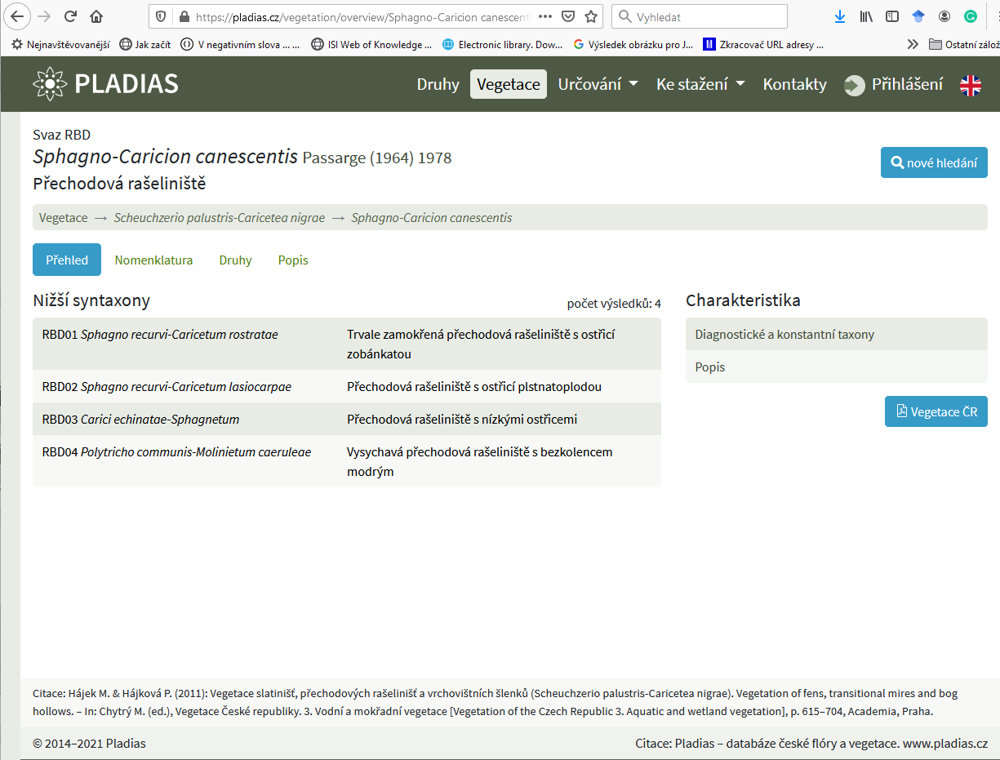 https://pladias.cz/vegetation/overview/Sphagno-Caricion canescenti
Vyhledat
Nejnavštěvovanější
Jak začít
V negativním slova ... ...
ISI Web of Knowledge ...
Electronic library. Dow...
Výsledek obrázku pro J...
Zkracovač URL adresy ...
Ostatní zálož
PLADIAS
Druhy
Vegetace
Určování
Ke stažení
Kontakty
Přihlášení
Svaz RBD
Sphagno-Caricion canescentis Passarge (1964) 1978
Přechodová rašeliniště
nové hledání
Vegetace → Scheuchzerio palustris-Caricetea nigrae → Sphagno-Caricion canescentis
Přehled
Nomenklatura
Druhy
Popis
Nižší syntaxony
počet výsledků: 4
RBD01 Sphagno recurvi-Caricetum rostratae
Trvale zamokřená přechodová rašeliniště s ostřicí
zobánkatou
RBD02 Sphagno recurvi-Caricetum lasiocarpae
Přechodová rašeliniště s ostřicí plstnatoplodou
RBD03 Carici echinatae-Sphagnetum
Přechodová rašeliniště s nízkými ostřicemi
RBD04 Polytricho communis-Molinietum caeruleae
Vysychavá přechodová rašeliniště s bezkolencem
modrým
Charakteristika
Diagnostické a konstantní taxony
Popis
Vegetace ČR
Citace: Hájek M. & Hájková P. (2011): Vegetace slatinišť, přechodových rašelinišť a vrchovištních šlenků (Scheuchzerio palustris-Caricetea nigrae). Vegetation of fens, transitional mires and bog
hollows. – In: Chytrý M. (ed.), Vegetace České republiky. 3. Vodní a mokřadní vegetace [Vegetation of the Czech Republic 3. Aquatic and wetland vegetation], p. 615–704, Academia, Praha.
© 2014–2021 Pladias
Citace: Pladias – databáze české flóry a vegetace. www.pladias.cz